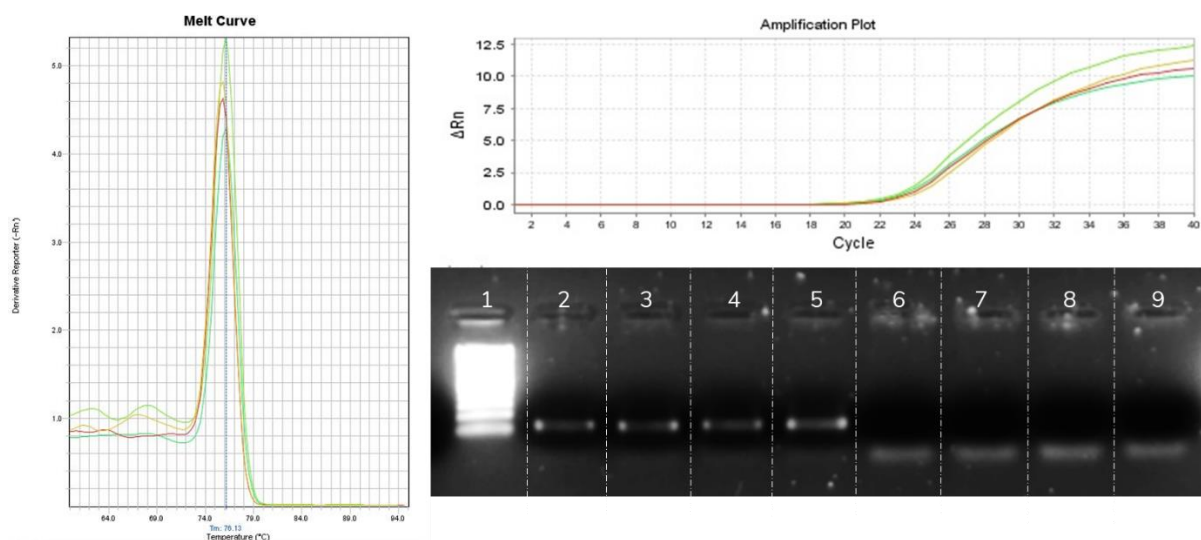 Melt Curve
Derivative Reporter (-Rn')
5.0
4.0
3.0
2.0
1.0
64.0 69.0 74.0 79.0 84.0 89.0 94.0
Tm: 76.13
Temperature (°C)
Amplification Plot
ΔRn
12.5
10.0
7.5
5.0
2.5
0.0
2 4 6 8 10 12 14 16 18 20 22 24 26 28 30 32 34 36 38 40
Cycle
1 2 3 4 5 6 7 8 9